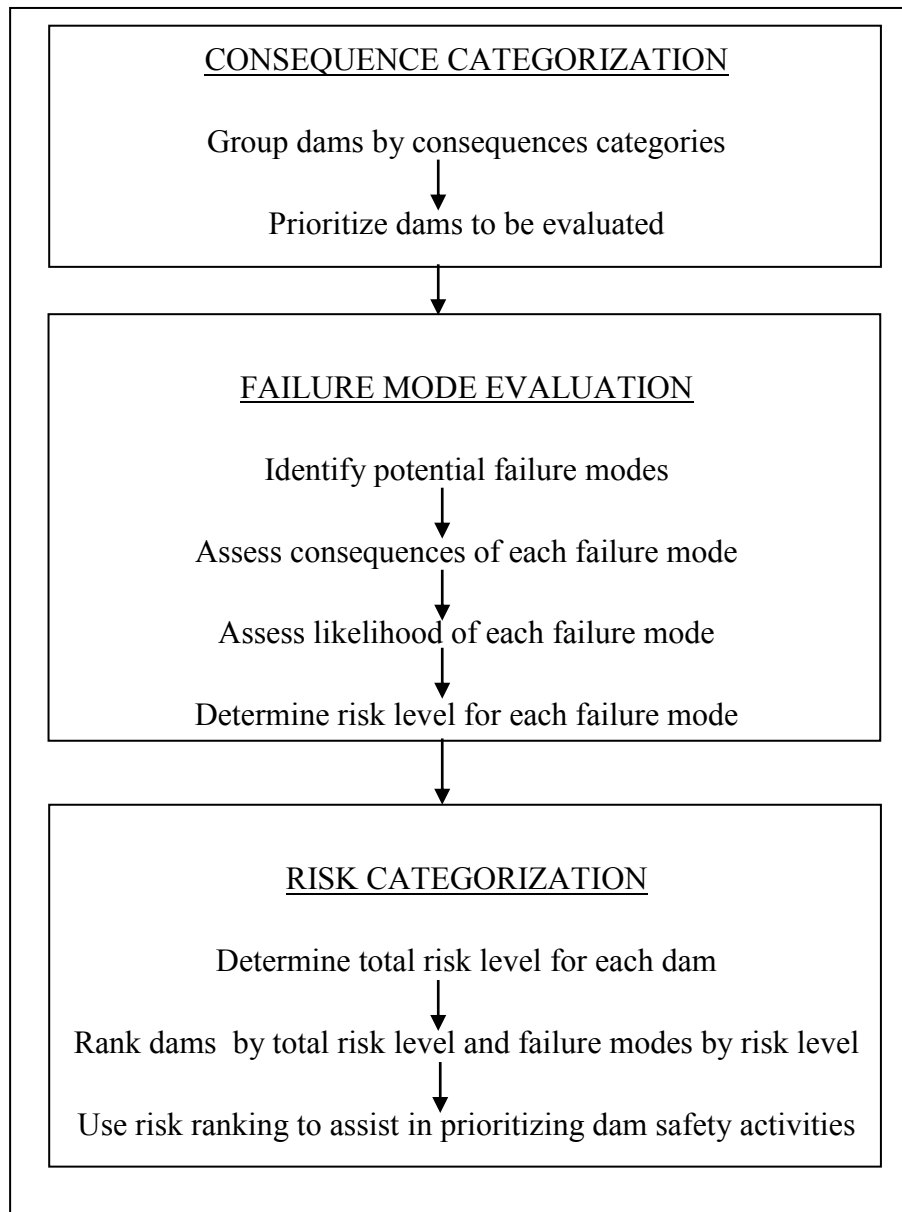 CONSEQUENCE CATEGORIZATION
Group dams by consequences categories
Prioritize dams to be evaluated
FAILURE MODE EVALUATION
Identify potential failure modes
Assess consequences of each failure mode
Assess likelihood of each failure mode
Determine risk level for each failure mode
RISK CATEGORIZATION
Determine total risk level for each dam
Rank dams  by total risk level and failure modes by risk level
Use risk ranking to assist in prioritizing dam safety activities